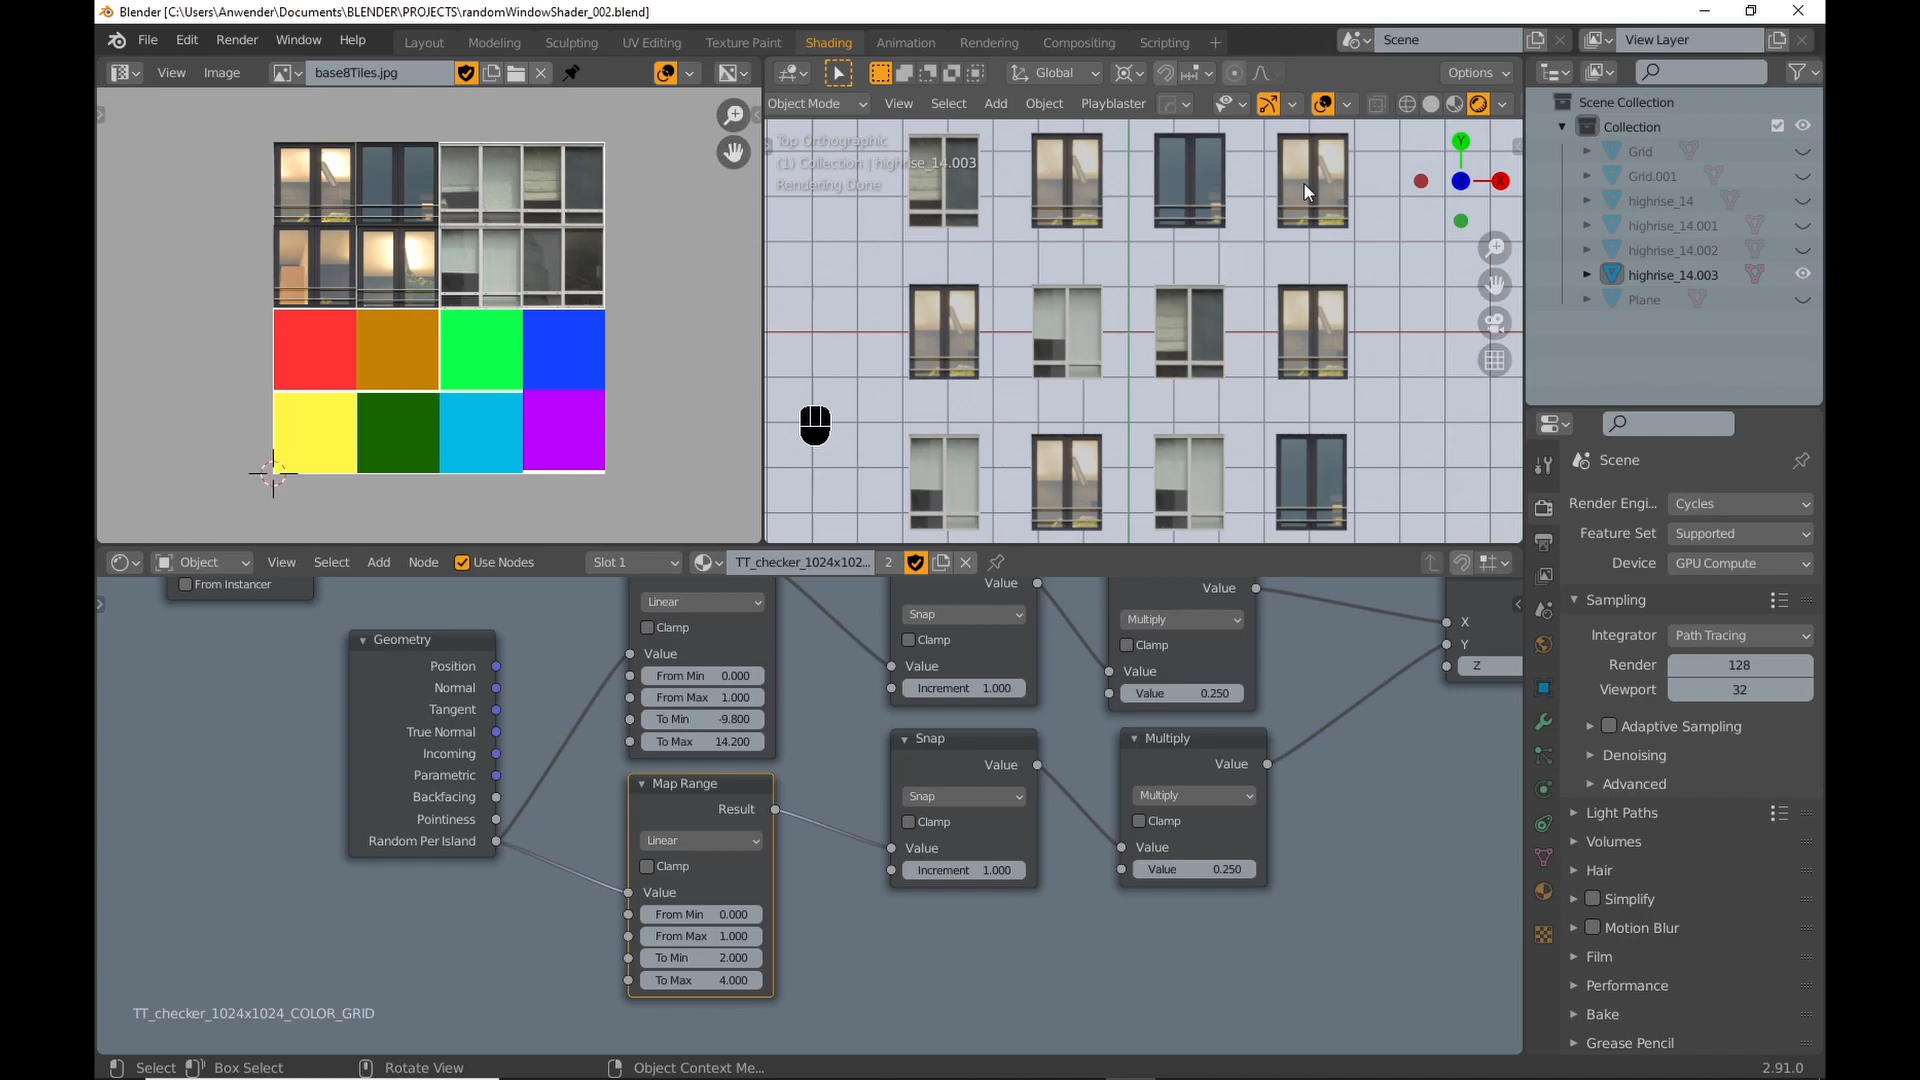 Blender [C:\Users\Anwender\Documents\BLENDER\PROJECTS\randomWindowShader_002.blend]
File Edit Render Window Help
Layout Modeling Sculpting UV Editing Texture Paint Shading Animation Rendering Compositing Scripting +
Scene
View Layer
View Image base8Tiles.jpg
Global
Options
Object Mode View Select Add Object Playblaster
Top Orthographic
(1) Collection | highrise_14.003
Rendering Done
Y
X
Scene Collection
Collection
Grid
Grid.001
highrise_14
highrise_14.001
highrise_14.002
highrise_14.003
Plane
Scene
Render Engi... Cycles
Feature Set Supported
Device GPU Compute
Sampling
Integrator Path Tracing
Render 128
Viewport 32
Adaptive Sampling
Denoising
Advanced
Light Paths
Volumes
Hair
Simplify
Motion Blur
Film
Performance
Bake
Grease Pencil
Object View Select Add Node Use Nodes Slot 1 TT_checker_1024x102... 2
From Instancer
Geometry
Position
Normal
Tangent
True Normal
Incoming
Parametric
Backfacing
Pointiness
Random Per Island
Linear
Clamp
Value
From Min 0.000
From Max 1.000
To Min -9.800
To Max 14.200
Map Range
Result
Linear
Clamp
Value
From Min 0.000
From Max 1.000
To Min 2.000
To Max 4.000
Value
Snap
Clamp
Value
Increment 1.000
Snap
Value
Snap
Clamp
Value
Increment 1.000
Value
Multiply
Clamp
Value
Value 0.250
Multiply
Value
Multiply
Clamp
Value
Value 0.250
X
Y
Z
TT_checker_1024x1024_COLOR_GRID
Select Box Select Rotate View Object Context Me... 2.91.0